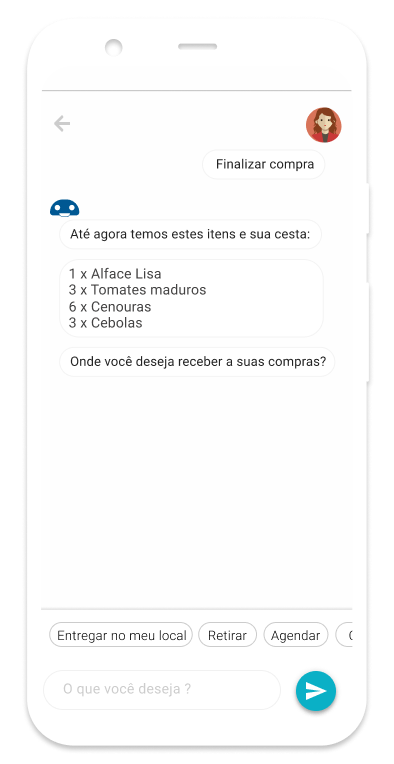 Finalizar compra
Até agora temos estes itens e sua cesta:
1 x Alface Lisa
3 x Tomates maduros
6 x Cenouras
3 x Cebolas
Onde você deseja receber a suas compras?
Entregar no meu local
Retirar
Agendar
O que você deseja ?